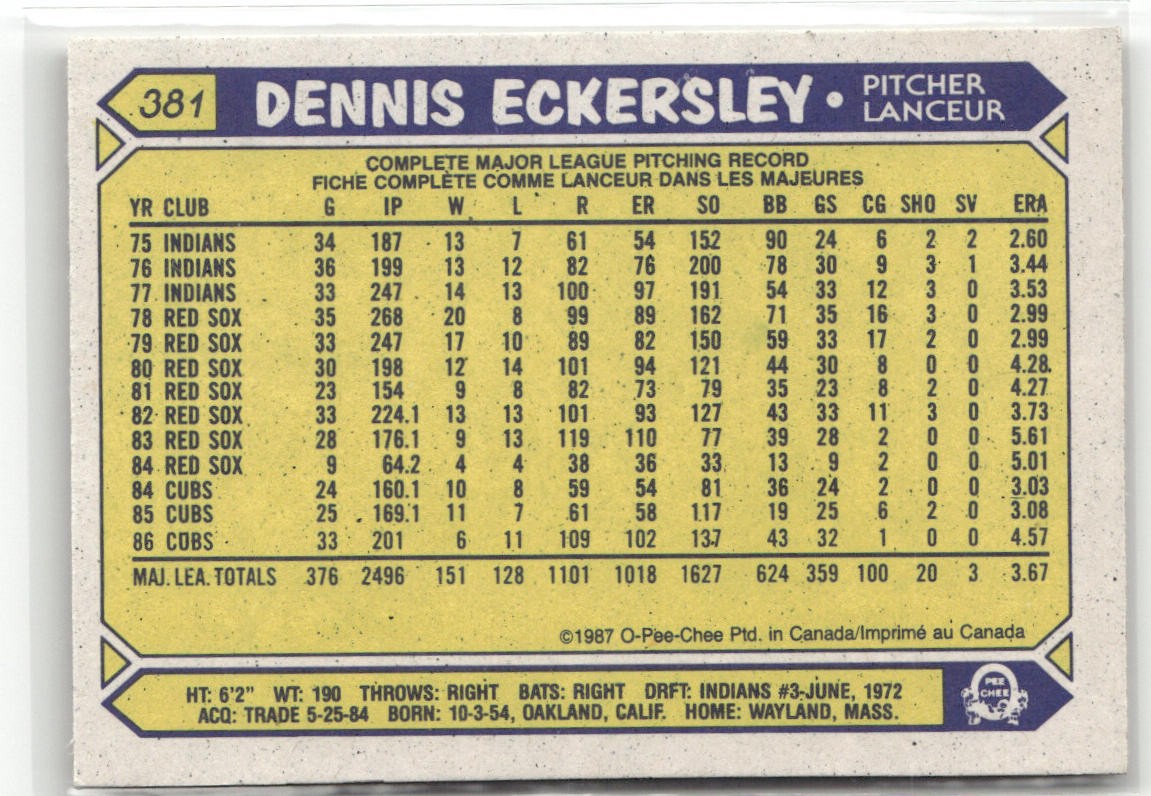 381 DENNIS ECKERSLEY • PITCHER
LANCEUR
COMPLETE MAJOR LEAGUE PITCHING RECORD
FICHE COMPLÈTE COMME LANCEUR DANS LES MAJEURES
YR CLUB G IP W L R ER SO BB GS CG SHO SV ERA
75 INDIANS 34 187 13 7 61 54 152 90 24 6 2 2 2.60
76 INDIANS 36 199 13 12 82 76 200 78 30 9 3 1 3.44
77 INDIANS 33 247 14 13 100 97 191 54 33 12 3 0 3.53
78 RED SOX 35 268 20 8 99 89 162 71 35 16 3 0 2.99
79 RED SOX 33 247 17 10 89 82 150 59 33 17 2 0 2.99
80 RED SOX 30 198 12 14 101 94 121 44 30 8 0 0 4.28
81 RED SOX 23 154 9 8 82 73 79 35 23 8 2 0 4.27
82 RED SOX 33 224.1 13 13 101 93 127 43 33 11 3 0 3.73
83 RED SOX 28 176.1 9 13 119 110 77 39 28 2 0 0 5.61
84 RED SOX 9 64.2 4 4 38 36 33 13 9 2 0 0 5.01
84 CUBS 24 160.1 10 8 59 54 81 36 24 2 0 0 3.03
85 CUBS 25 169.1 11 7 61 58 117 19 25 6 2 0 3.08
86 CUBS 33 201 6 11 109 102 137 43 32 1 0 0 4.57
MAJ. LEA. TOTALS 376 2496 151 128 1101 1018 1627 624 359 100 20 3 3.67
©1987 O-Pee-Chee Ptd. in Canada/Imprimé au Canada
HT: 6'2" WT: 190 THROWS: RIGHT BATS: RIGHT DRFT: INDIANS #3-JUNE, 1972
ACQ: TRADE 5-25-84 BORN: 10-3-54, OAKLAND, CALIF. HOME: WAYLAND, MASS.
PEE
CHEE